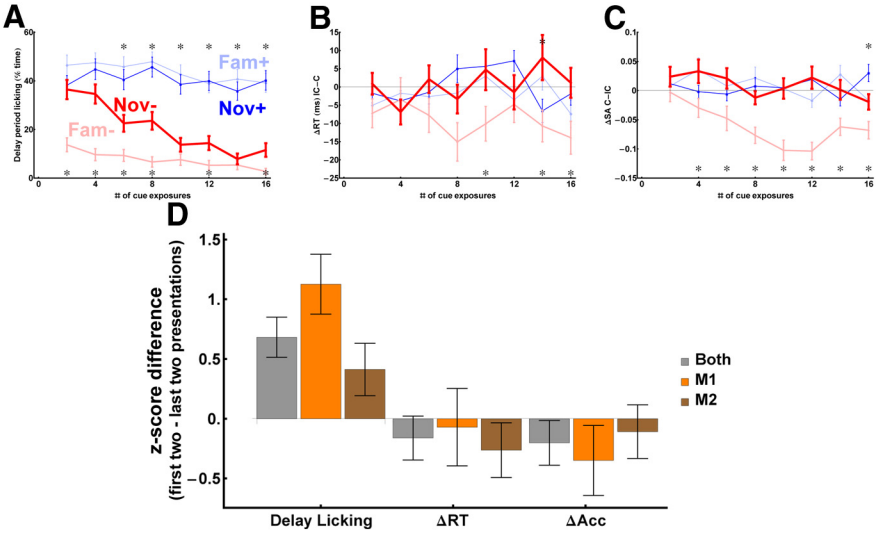 A
Delay period licking (% time)
60
40
20
0
* * * * * *
Fam+
Nov-
Nov+
Fam-
* * * * * *
0 4 8 12 16
# of cue exposures
B
ΔRT (ms) IC–C
15
10
5
0
−5
−10
−15
−20
−25
*
* * *
0 4 8 12 16
# of cue exposures
C
ΔSA C–IC
0.1
0.05
0
−0.05
−0.1
−0.15
*
* * * * * * *
0 4 8 12 16
# of cue exposures
D
z-score difference
(first two - last two presentations)
1.5
1.
0.5
0.
−0.5
Both
M1
M2
Delay Licking ΔRT ΔAcc